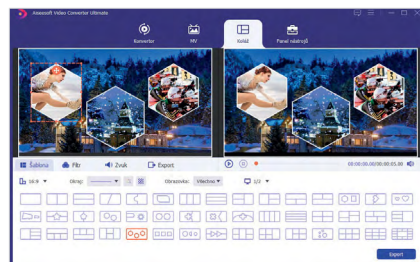 Aiseesoft Video Converter Ultimate
Konvertor MV Koláž Panel nástrojů
Šablona Filtr Zvuk Export
00:00:00.00/00:00:05.00
16:9 Okraj: Obrazovka: Všechno 1/2
Export